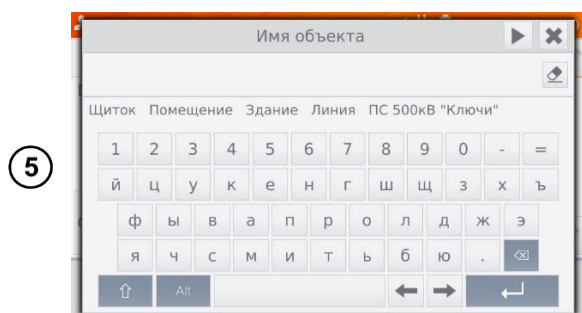 Имя объекта
Щиток Помещение Здание Линия ПС 500кВ "Ключи"
1 2 3 4 5 6 7 8 9 0 - =
й ц у к е н г ш щ з х ъ
5
ф ы в а п р о л д ж э
я ч с м и т ь б ю .
Alt